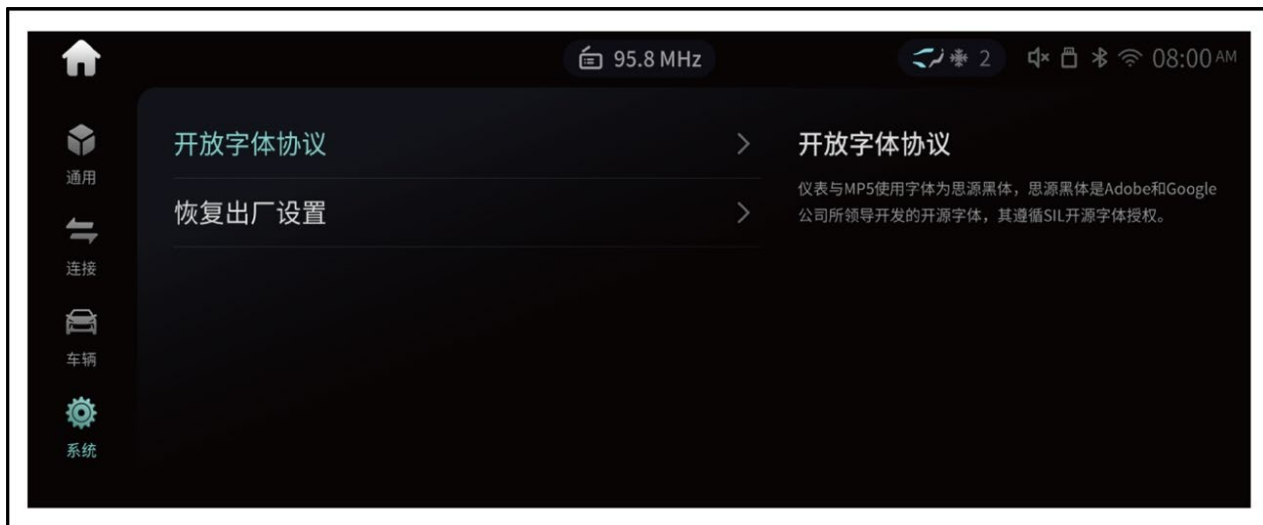 95.8 MHz
2
08:00 AM
通用
连接
车辆
系统
开放字体协议
恢复出厂设置
开放字体协议
仪表与MP5使用字体为思源黑体，思源黑体是Adobe和Google
公司所领导开发的开源字体，其遵循SIL开源字体授权。